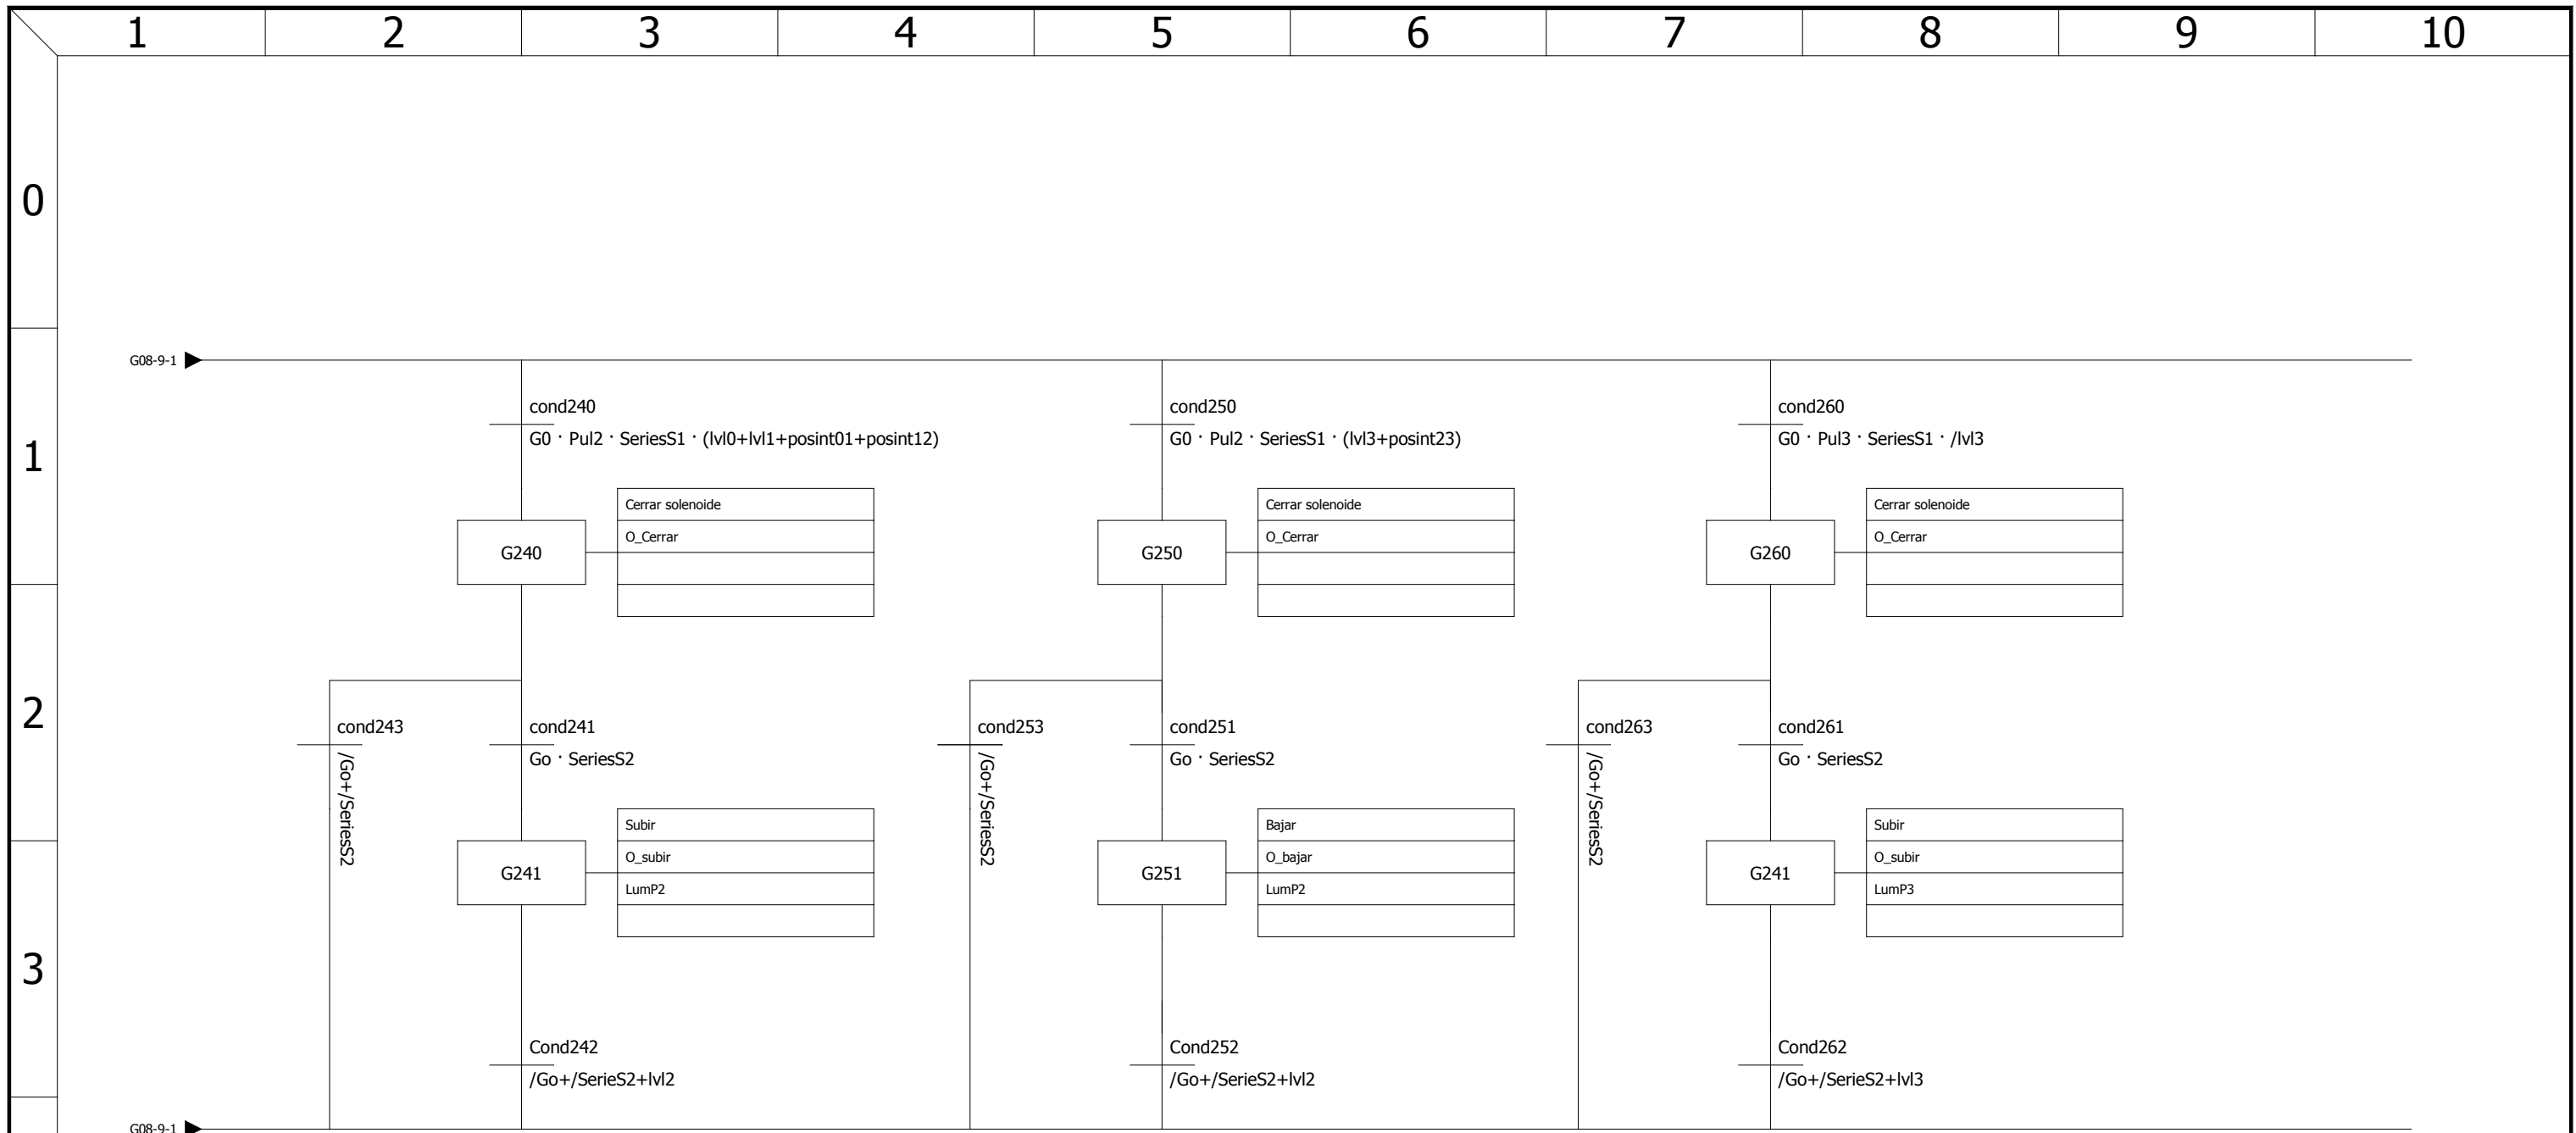 1 2 3 4 5 6 7 8 9 10
0
G08-9-1
cond240 cond250 cond260
G0 · Pul2 · SeriesS1 · (lvl0+lvl1+posint01+posint12) G0 · Pul2 · SeriesS1 · (lvl3+posint23) G0 · Pul3 · SeriesS1 · /lvl3
1
Cerrar solenoide Cerrar solenoide Cerrar solenoide
O_Cerrar O_Cerrar O_Cerrar
G240 G250 G260
2
cond243 cond241 cond253 cond251 cond263 cond261
/Go+/SeriesS2 Go · SeriesS2 /Go+/SeriesS2 Go · SeriesS2 /Go+/SeriesS2 Go · SeriesS2
Subir Bajar Subir
O_subir O_bajar O_subir
G241 G251 G241
LumP2 LumP2 LumP3
3
Cond242 Cond252 Cond262
/Go+/SerieS2+lvl2 /Go+/SerieS2+lvl2 /Go+/SerieS2+lvl3
G08-9-1